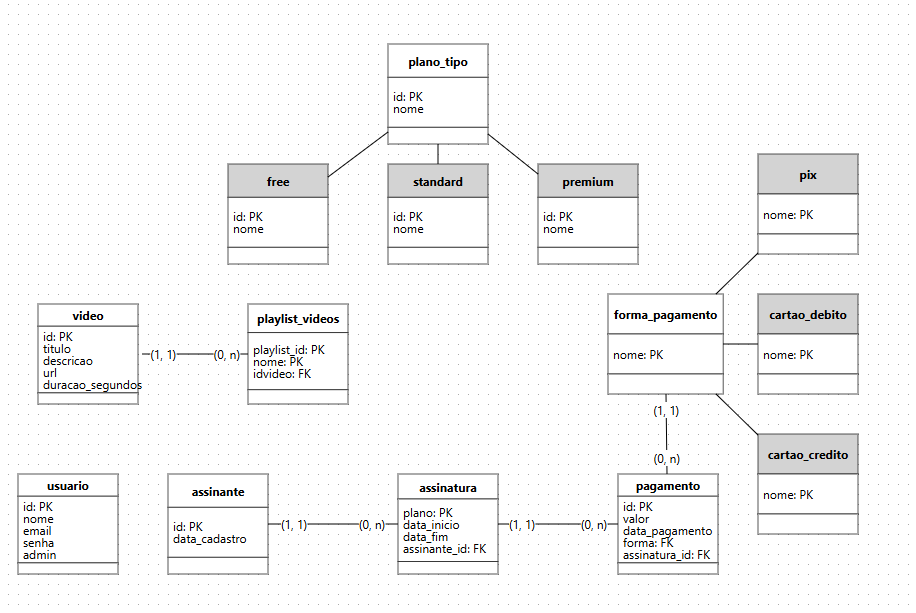 plano_tipo
id: PK
nome
free
id: PK
nome
standard
id: PK
nome
premium
id: PK
nome
pix
nome: PK
video
id: PK
titulo
descricao
url
duracao_segundos
(1, 1)
(0, n)
playlist_videos
playlist_id: PK
nome: PK
idvideo: FK
forma_pagamento
nome: PK
cartao_debito
nome: PK
(1, 1)
(0, n)
cartao_credito
nome: PK
usuario
id: PK
nome
email
senha
admin
assinante
id: PK
data_cadastro
(1, 1)
(0, n)
assinatura
plano: PK
data_inicio
data_fim
assinante_id: FK
(1, 1)
(0, n)
pagamento
id: PK
valor
data_pagamento
forma: FK
assinatura_id: FK